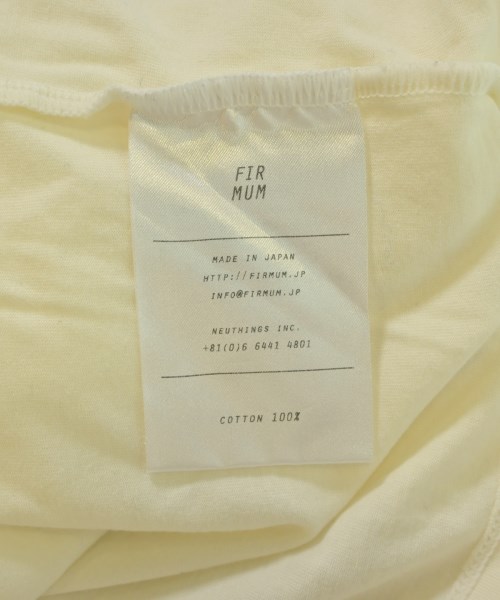 FIR
MUM
MADE IN JAPAN
HTTP://FIRMUM.JP
INFO@FIRMUM.JP
NEUTHINGS INC.
+81(0)6 6441 4801
COTTON 100%